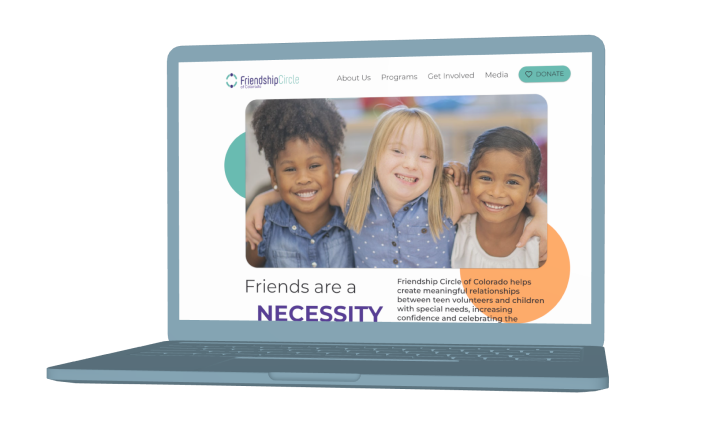 FriendshipCircle
of Colorado
About Us Programs Get Involved Media DONATE
Friends are a
NECESSITY
Friendship Circle of Colorado helps
create meaningful relationships
between teen volunteers and children
with special needs, increasing
confidence and celebrating the